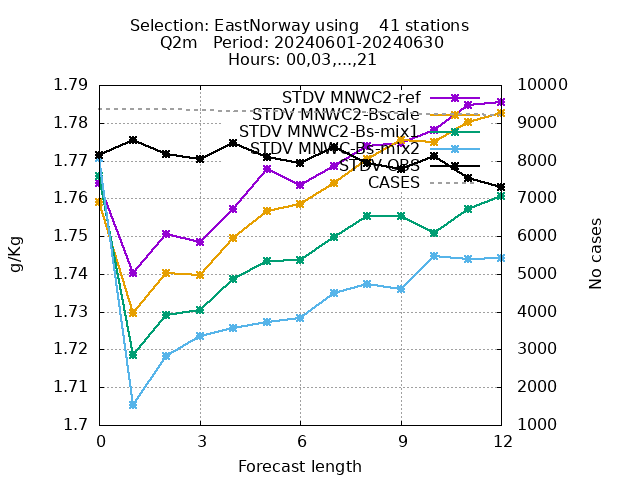 Selection: EastNorway using    41 stations
Q2m   Period: 20240601-20240630
Hours: 00,03,...,21
1.79
1.78
1.77
1.76
1.75
1.74
1.73
1.72
1.71
1.7
g/Kg
10000
9000
8000
7000
6000
5000
4000
3000
2000
1000
No cases
STDV MNWC2-ref
STDV MNWC2-Bscale
STDV MNWC2-Bs-mix1
STDV MNWC-Bs-mix2
STDV OBS
CASES
0 3 6 9 12
Forecast length